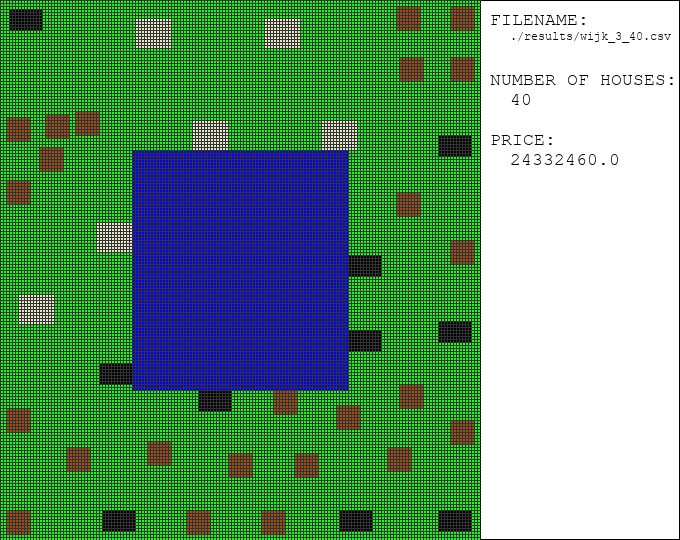 FILENAME:
./results/wijk_3_40.csv
NUMBER OF HOUSES:
40
PRICE:
24332460.0